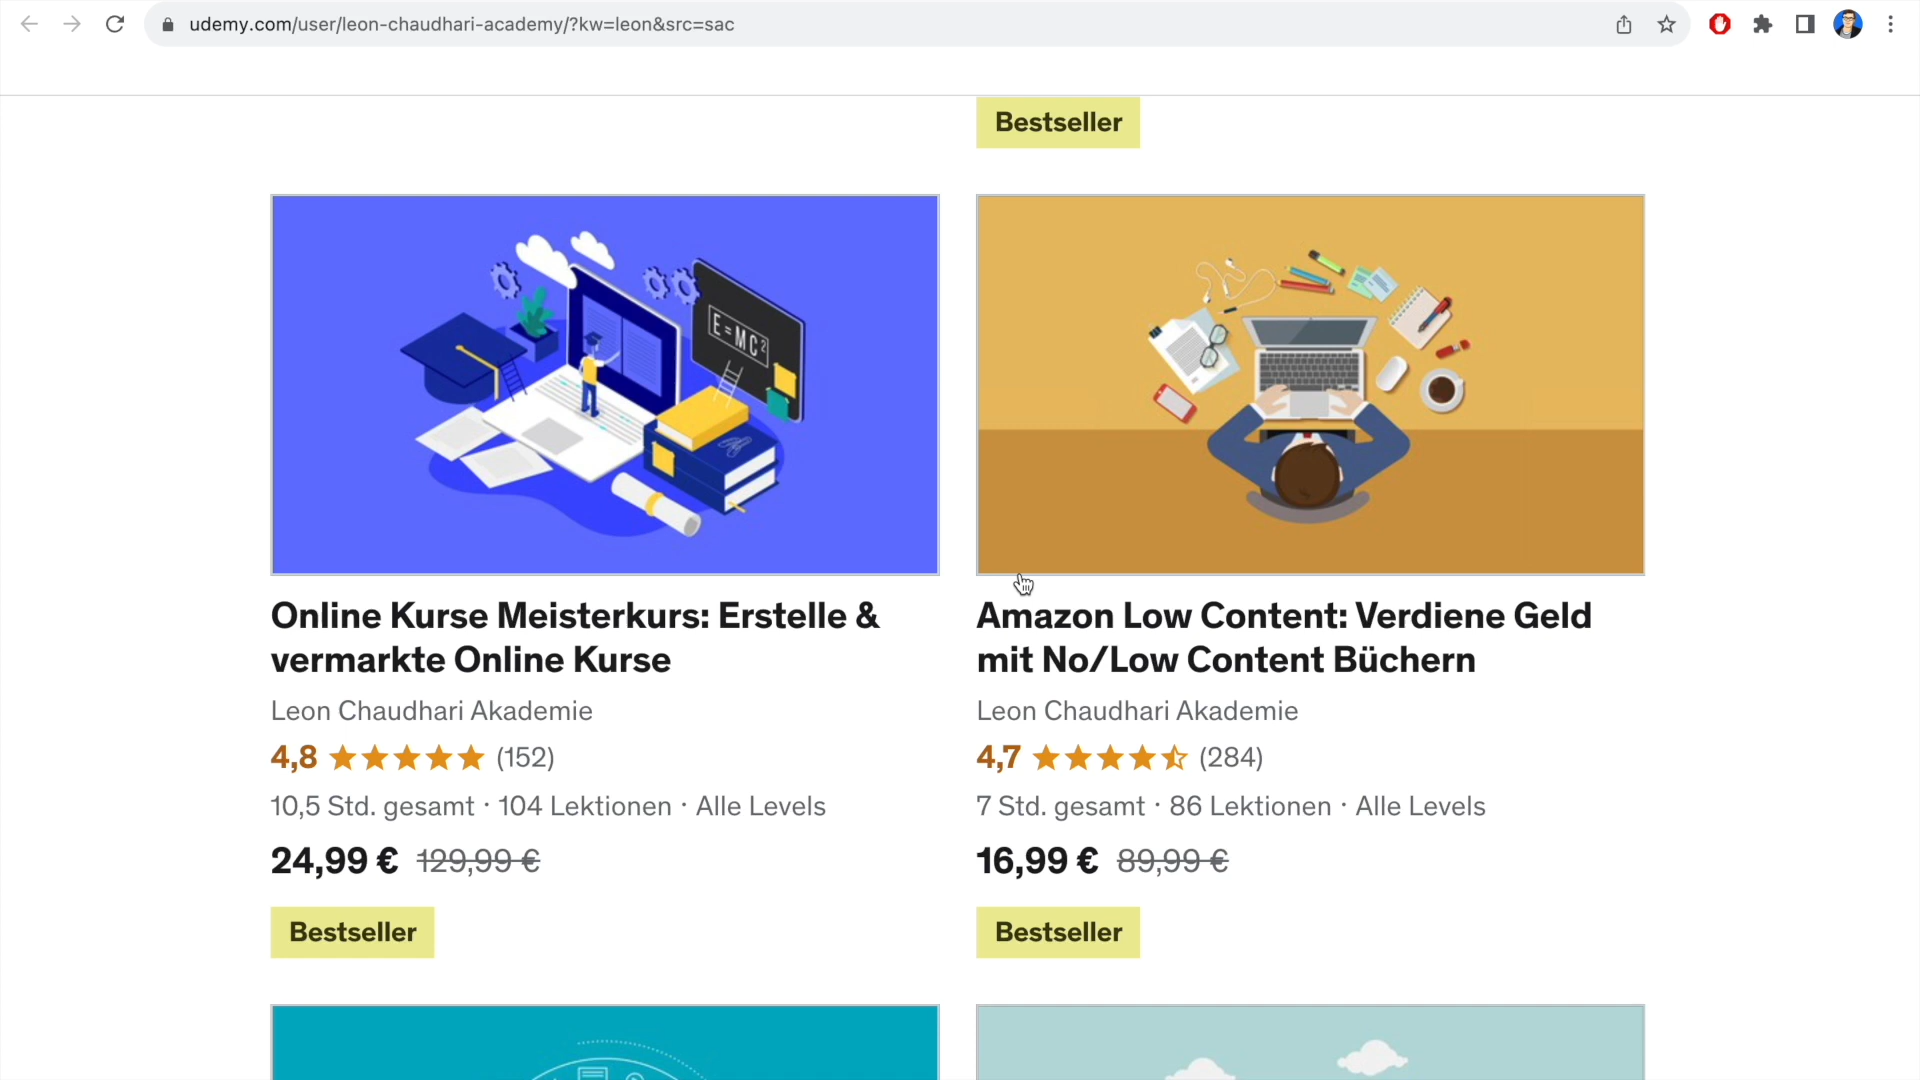 udemy.com/user/leon-chaudhari-academy/?kw=leon&src=sac
Bestseller
E=MC²
Online Kurse Meisterkurs: Erstelle &
vermarkte Online Kurse
Leon Chaudhari Akademie
4,8 (152)
10,5 Std. gesamt · 104 Lektionen · Alle Levels
24,99 € 129,99 €
Bestseller
Amazon Low Content: Verdiene Geld
mit No/Low Content Büchern
Leon Chaudhari Akademie
4,7 (284)
7 Std. gesamt · 86 Lektionen · Alle Levels
16,99 € 89,99 €
Bestseller